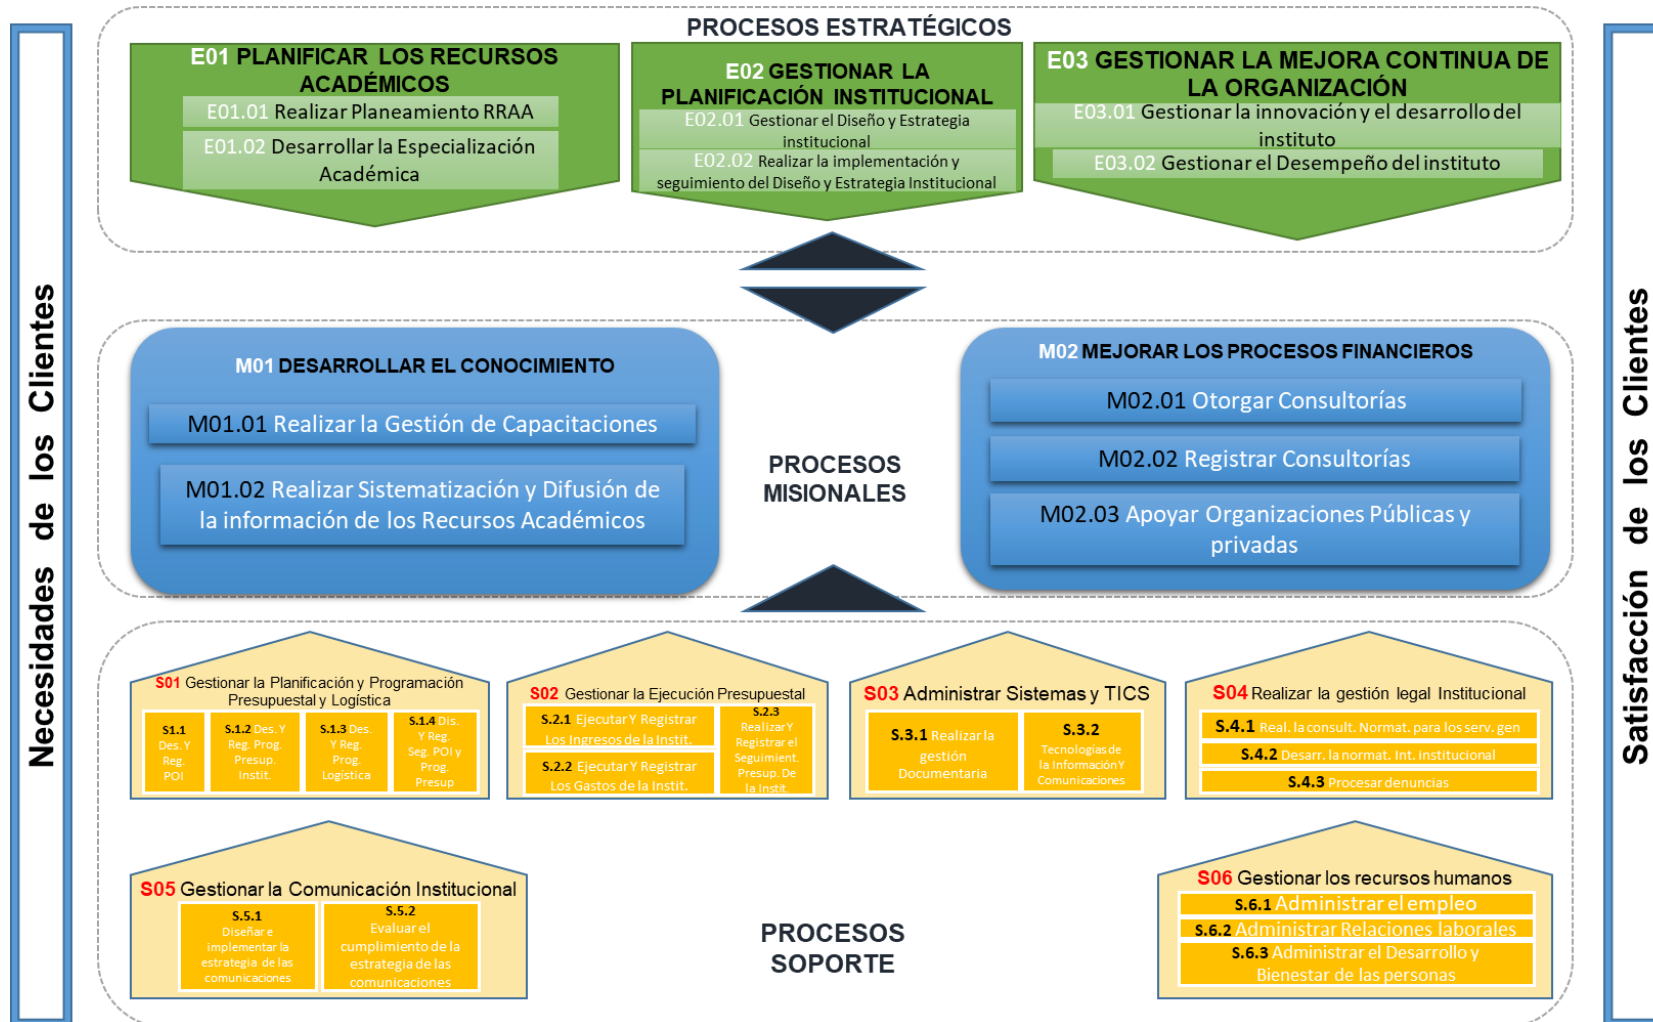 Necesidades de los Clientes
PROCESOS ESTRATÉGICOS
E01 PLANIFICAR LOS RECURSOS
ACADÉMICOS
E01.01 Realizar Planeamiento RRAA
E01.02 Desarrollar la Especialización
Académica
E02 GESTIONAR LA
PLANIFICACIÓN INSTITUCIONAL
E02.01 Gestionar el Diseño y Estrategia
institucional
E02.02 Realizar la implementación y
seguimiento del Diseño y Estrategia Institucional
E03 GESTIONAR LA MEJORA CONTINUA DE
LA ORGANIZACIÓN
E03.01 Gestionar la innovación y el desarrollo del
instituto
E03.02 Gestionar el Desempeño del instituto
M01 DESARROLLAR EL CONOCIMIENTO
M01.01 Realizar la Gestión de Capacitaciones
M01.02 Realizar Sistematización y Difusión de
la información de los Recursos Académicos
PROCESOS
MISIONALES
M02 MEJORAR LOS PROCESOS FINANCIEROS
M02.01 Otorgar Consultorías
M02.02 Registrar Consultorías
M02.03 Apoyar Organizaciones Públicas y
privadas
S01 Gestionar la Planificación y Programación
Presupuestal y Logística
S1.1
Des. Y
Reg.
POI
S.1.2 Des. Y
Reg. Prog.
Presup.
Instit.
S.1.3 Des.
Y Reg.
Prog.
Logística
S.1.4 Dis.
Y Reg.
Seg. POI y
Prog.
Presup
S02 Gestionar la Ejecución Presupuestal
S.2.1 Ejecutar Y Registrar
Los Ingresos de la Instit.
S.2.2 Ejecutar Y Registrar
Los Gastos de la Instit.
S.2.3
Realizar Y
Registrar el
Seguimient.
Presup. De
la Instit.
S03 Administrar Sistemas y TICS
S.3.1 Realizar la
gestión
Documentaria
S.3.2
Tecnologías de
la Información Y
Comunicaciones
S04 Realizar la gestión legal Institucional
S.4.1 Real. la consult. Normat. para los serv. gen
S.4.2 Desarr. la normat. Int. institucional
S.4.3 Procesar denuncias
S05 Gestionar la Comunicación Institucional
S.5.1
Diseñar e
implementar la
estrategia de las
comunicaciones
S.5.2
Evaluar el
cumplimiento de la
estrategia de las
comunicaciones
PROCESOS
SOPORTE
S06 Gestionar los recursos humanos
S.6.1 Administrar el empleo
S.6.2 Administrar Relaciones laborales
S.6.3 Administrar el Desarrollo y
Bienestar de las personas
Satisfacción de los Clientes